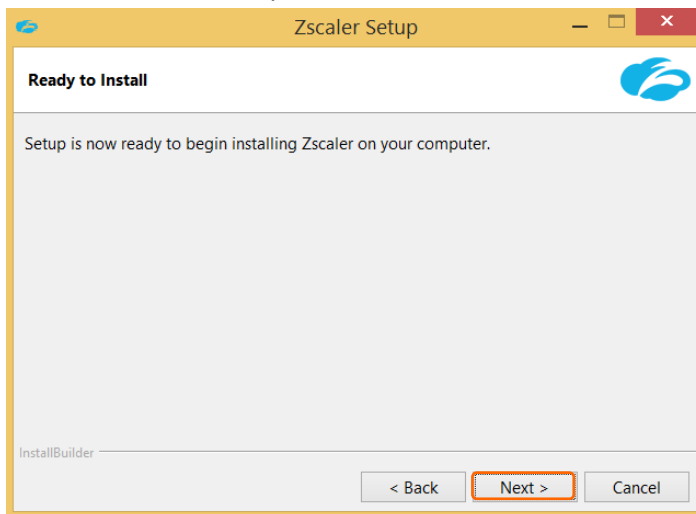 Zscaler Setup
Ready to Install
Setup is now ready to begin installing Zscaler on your computer.
InstallBuilder
< Back
Next >
Cancel